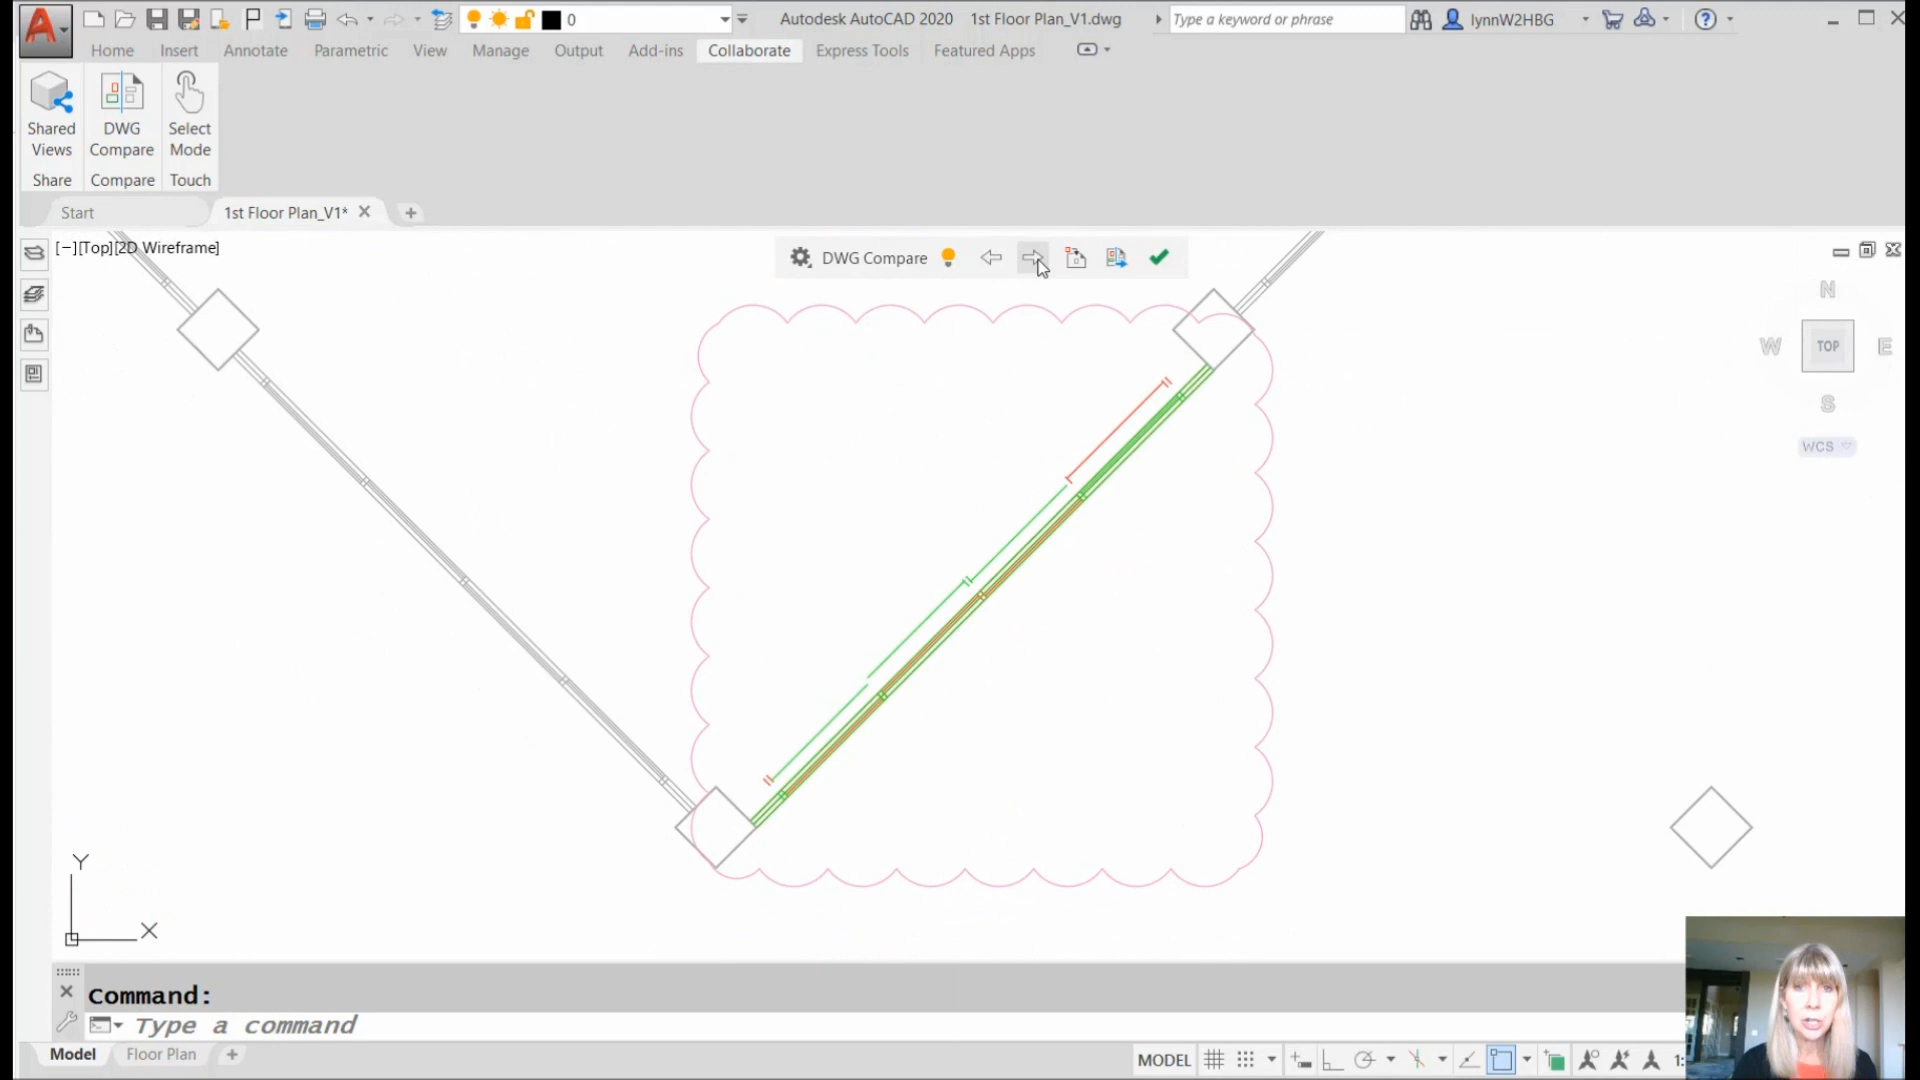 0
Autodesk AutoCAD 2020 1st Floor Plan_V1.dwg
Type a keyword or phrase
lynnW2HBG
Home Insert Annotate Parametric View Manage Output Add-ins Collaborate Express Tools Featured Apps
Shared Views
DWG Compare
Select Mode
Share Compare Touch
Start 1st Floor Plan_V1*
[−][Top][2D Wireframe]
DWG Compare
N
W TOP E
S
WCS
Y
X
Command:
Type a command
Model Floor Plan
MODEL
1: